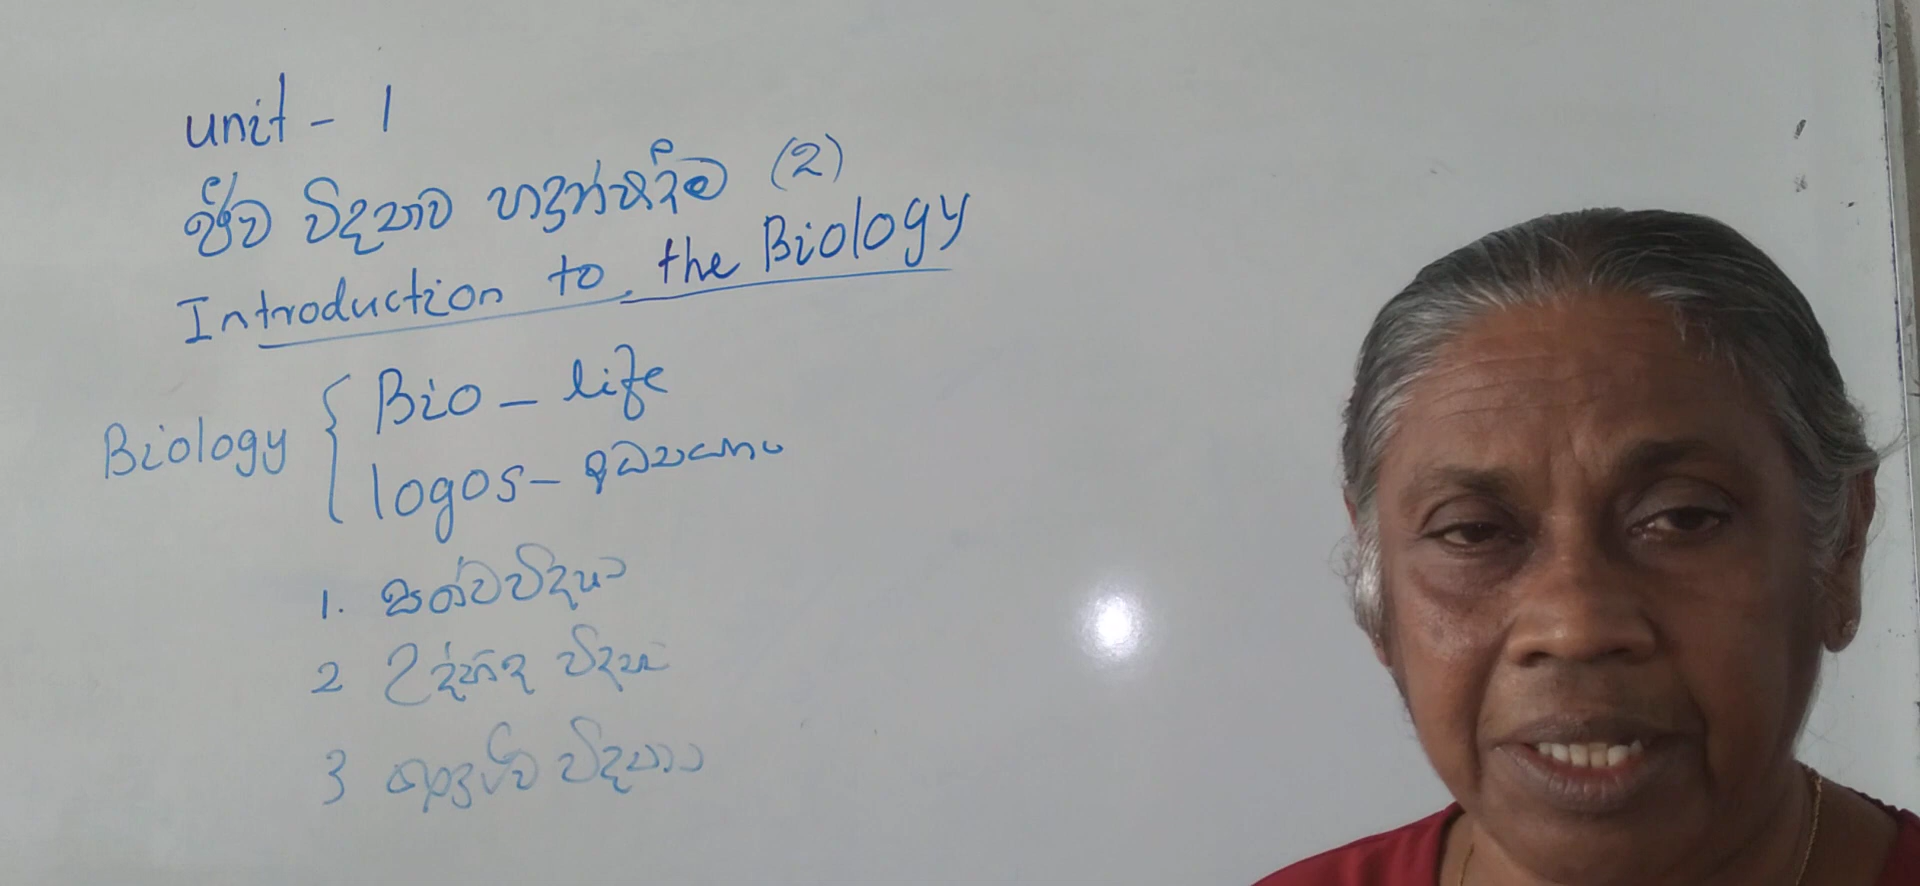 unit - 1
ජීව විද්‍යාව හැඳින්වීම (2)
Introduction to the Biology
Biology { Bio - life
logos - අධ්‍යයනය
1. සත්ව විද්‍යා
2 උද්භිද විද්‍යා
3 ක්ෂුද්‍රජීව විද්‍යාව